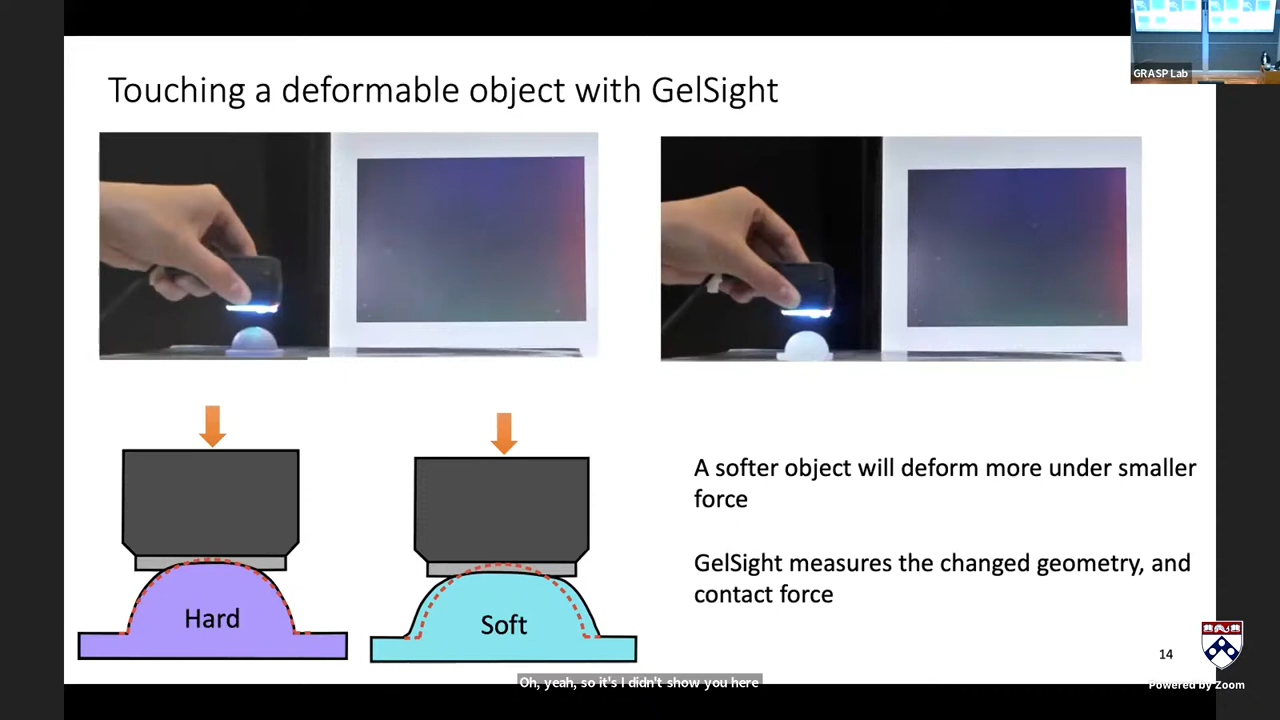 GRASP Lab
Touching a deformable object with GelSight
Hard
Soft
A softer object will deform more under smaller
force
GelSight measures the changed geometry, and
contact force
14
Oh, yeah, so it's I didn't show you here
Powered by Zoom